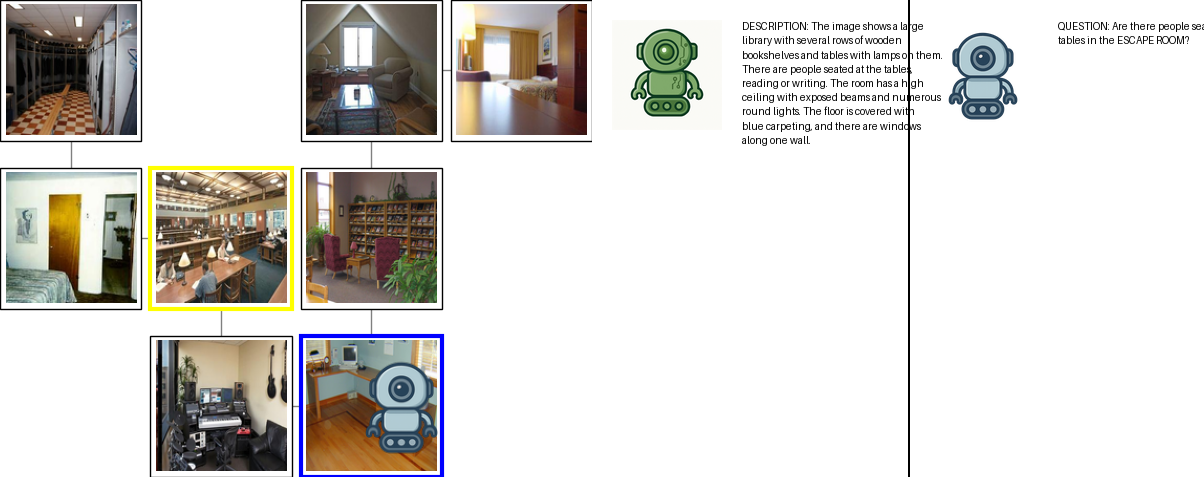 DESCRIPTION: The image shows a large
library with several rows of wooden
bookshelves and tables with lamps on them.
There are people seated at the tables,
reading or writing. The room has a high
ceiling with exposed beams and numerous
round lights. The floor is covered with
blue carpeting, and there are windows
along one wall.
QUESTION: Are there people sea
tables in the ESCAPE ROOM?